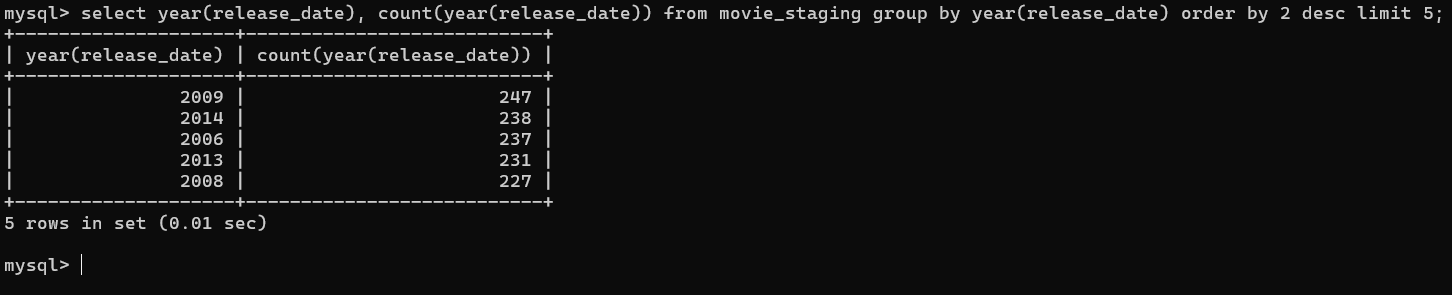 mysql> select year(release_date), count(year(release_date)) from movie_staging group by year(release_date) order by 2 desc limit 5;
+--------------------+---------------------------+
| year(release_date) | count(year(release_date)) |
+--------------------+---------------------------+
|               2009 |                       247 |
|               2014 |                       238 |
|               2006 |                       237 |
|               2013 |                       231 |
|               2008 |                       227 |
+--------------------+---------------------------+
5 rows in set (0.01 sec)
mysql>